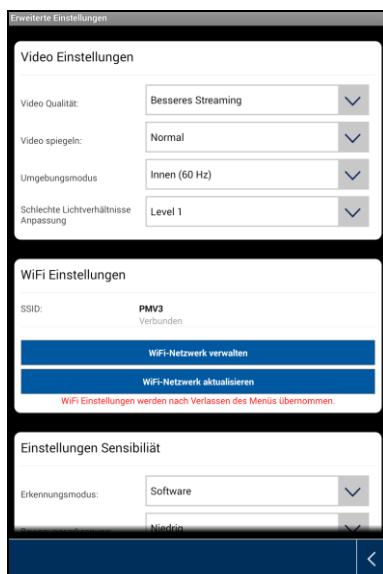 Erweiterte Einstellungen
Video Einstellungen
Video Qualität:
Besseres Streaming
Video spiegeln:
Normal
Umgebungsmodus
Innen (60 Hz)
Schlechte Lichtverhältnisse
Anpassung
Level 1
WiFi Einstellungen
SSID:
PMV3
Verbunden
WiFi-Netzwerk verwalten
WiFi-Netzwerk aktualisieren
WiFi Einstellungen werden nach Verlassen des Menüs übernommen.
Einstellungen Sensibiliät
Erkennungsmodus:
Software
Niedrig